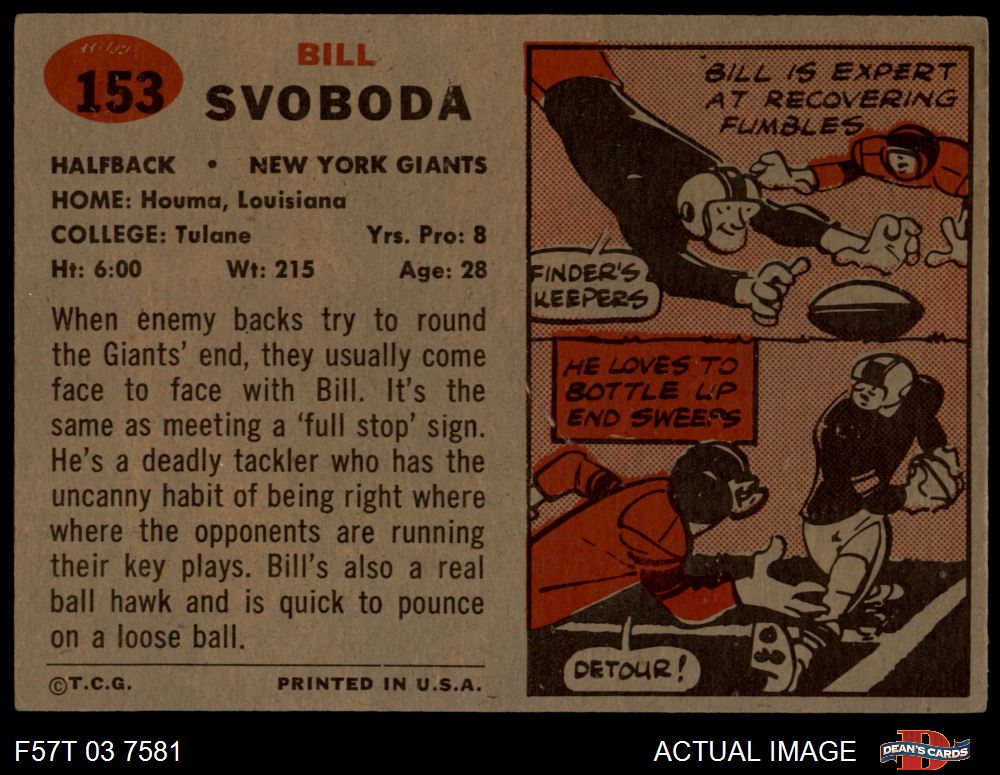 153
BILL
SVOBODA
HALFBACK • NEW YORK GIANTS
HOME: Houma, Louisiana
COLLEGE: Tulane Yrs. Pro: 8
Ht: 6:00 Wt: 215 Age: 28
When enemy backs try to round
the Giants' end, they usually come
face to face with Bill. It's the
same as meeting a 'full stop' sign.
He's a deadly tackler who has the
uncanny habit of being right where
where the opponents are running
their key plays. Bill's also a real
ball hawk and is quick to pounce
on a loose ball.
©T.C.G. PRINTED IN U.S.A.
BILL IS EXPERT
AT RECOVERING
FUMBLES
FINDER'S
KEEPERS
HE LOVES TO
BOTTLE UP
END SWEEPS
DETOUR!
F57T 03 7581 ACTUAL IMAGE
DEAN'S CARDS